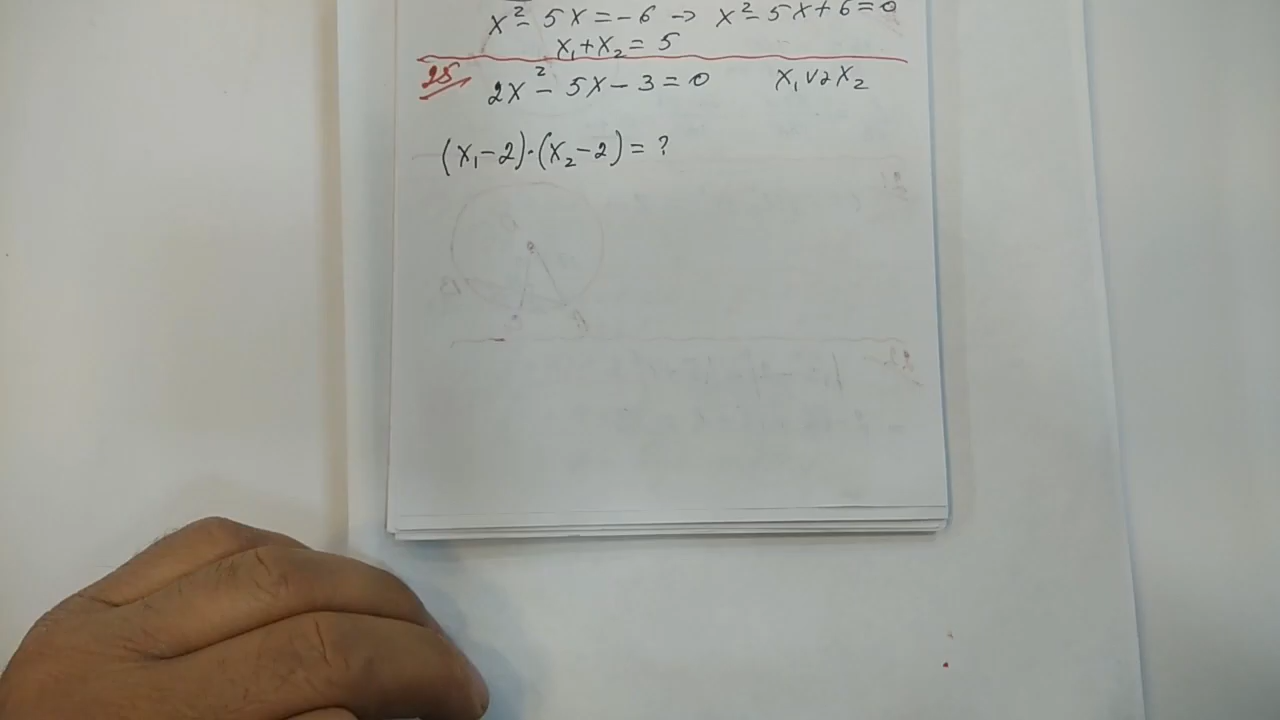 x² - 5x = -6 → x² - 5x + 6 = 0
x₁ + x₂ = 5
25 2x² - 5x - 3 = 0 x₁ və x₂
(x₁ - 2)·(x₂ - 2) = ?